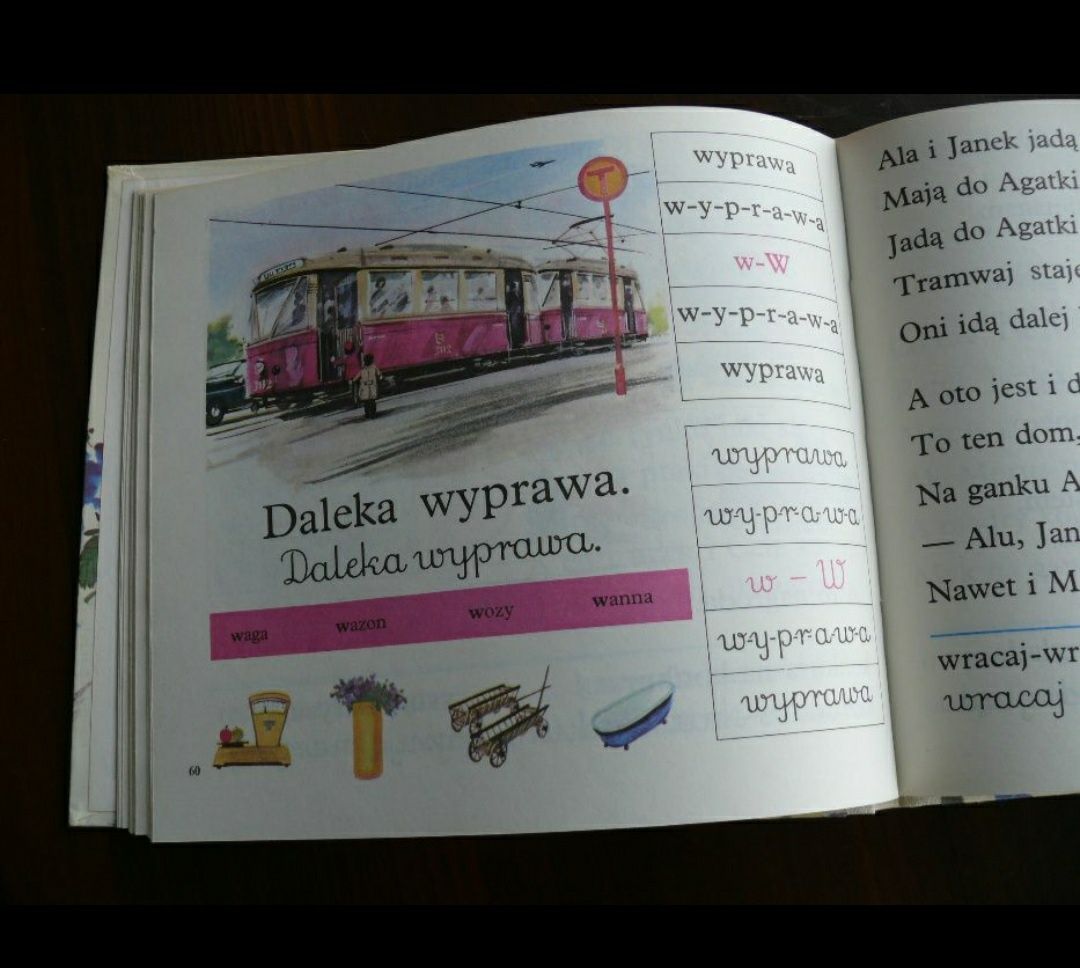 T
312
312
Daleka wyprawa.
Daleka wyprawa.
waga wazon wozy wanna
60
wyprawa
w-y-p-r-a-w-a
w-W
w-y-p-r-a-w-a
wyprawa
wyprawa
w-y-p-r-a-w-a
w – W
w-y-p-r-a-w-a
wyprawa
Ala i Janek jadą
Mają do Agatki
Jadą do Agatki
Tramwaj staje
Oni idą dalej
A oto jest i d
To ten dom,
Na ganku A
— Alu, Jan
Nawet i M
wracaj-wr
wracaj